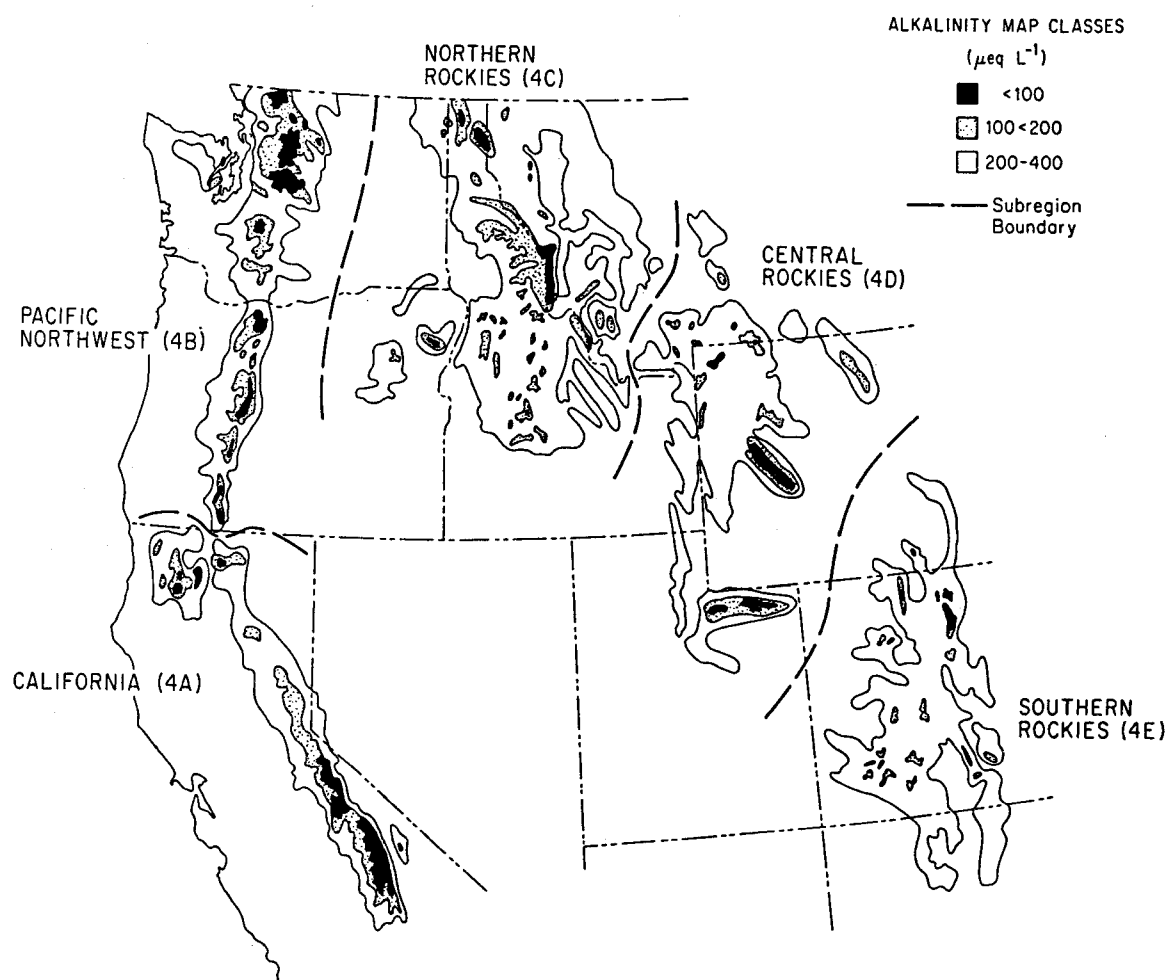 ALKALINITY MAP CLASSES
(μeq L⁻¹)
<100
100<200
200-400
Subregion
Boundary
NORTHERN
ROCKIES (4C)
CENTRAL
ROCKIES (4D)
PACIFIC
NORTHWEST (4B)
CALIFORNIA (4A)
SOUTHERN
ROCKIES (4E)